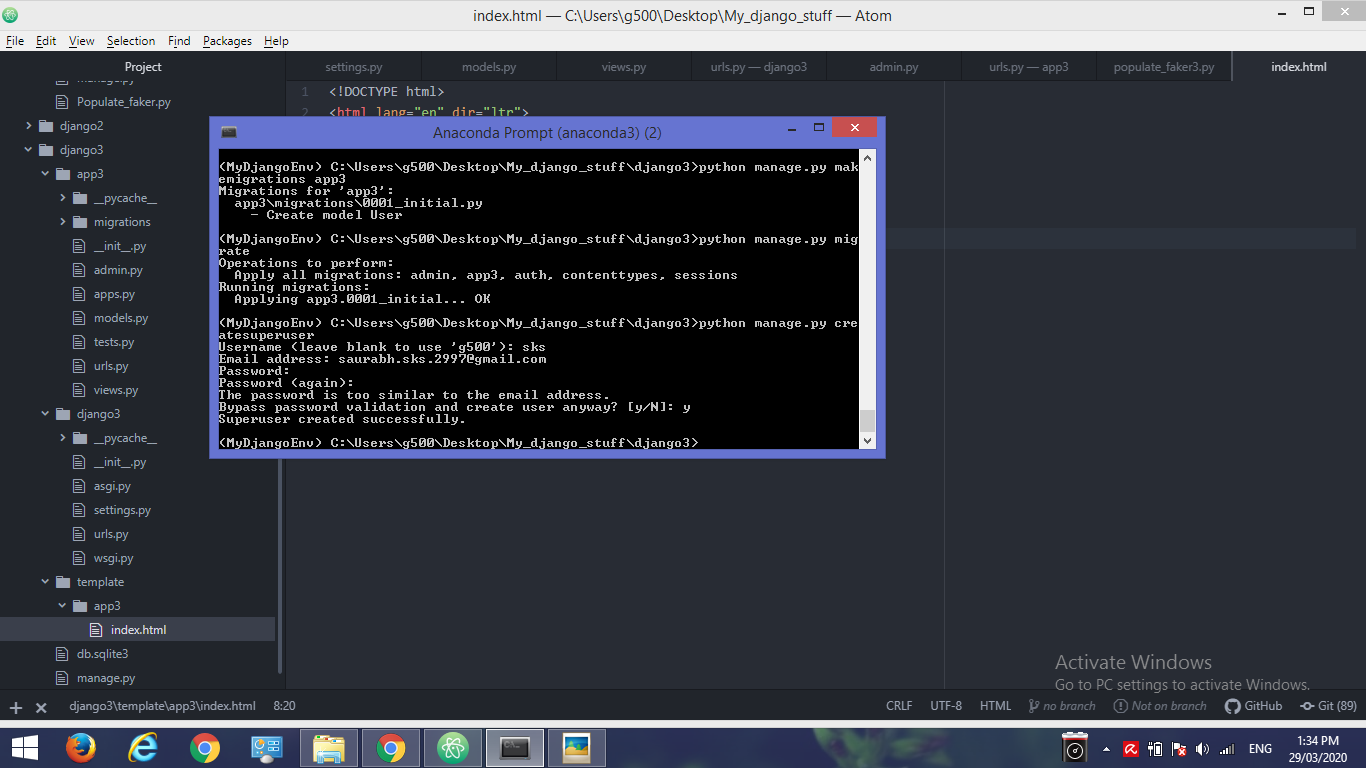 index.html — C:\Users\g500\Desktop\My_django_stuff — Atom
File Edit View Selection Find Packages Help
Project
settings.py models.py views.py urls.py — django3 admin.py urls.py — app3 populate_faker3.py index.html
manage.py
Populate_faker.py
django2
django3
app3
__pycache__
migrations
__init__.py
admin.py
apps.py
models.py
tests.py
urls.py
views.py
django3
__pycache__
__init__.py
asgi.py
settings.py
urls.py
wsgi.py
template
app3
index.html
db.sqlite3
manage.py
1 <!DOCTYPE html>
2 <html lang="en" dir="ltr">
Anaconda Prompt (anaconda3) (2)
(MyDjangoEnv) C:\Users\g500\Desktop\My_django_stuff\django3>python manage.py mak
emigrations app3
Migrations for 'app3':
app3\migrations\0001_initial.py
- Create model User
(MyDjangoEnv) C:\Users\g500\Desktop\My_django_stuff\django3>python manage.py mig
rate
Operations to perform:
Apply all migrations: admin, app3, auth, contenttypes, sessions
Running migrations:
Applying app3.0001_initial... OK
(MyDjangoEnv) C:\Users\g500\Desktop\My_django_stuff\django3>python manage.py cre
atesuperuser
Username (leave blank to use 'g500'): sks
Email address: saurabh.sks.2997@gmail.com
Password:
Password (again):
The password is too similar to the email address.
Bypass password validation and create user anyway? [y/N]: y
Superuser created successfully.
(MyDjangoEnv) C:\Users\g500\Desktop\My_django_stuff\django3>
Activate Windows
Go to PC settings to activate Windows.
django3\template\app3\index.html 8:20 CRLF UTF-8 HTML no branch Not on branch GitHub Git (89)
ENG
1:34 PM
29/03/2020